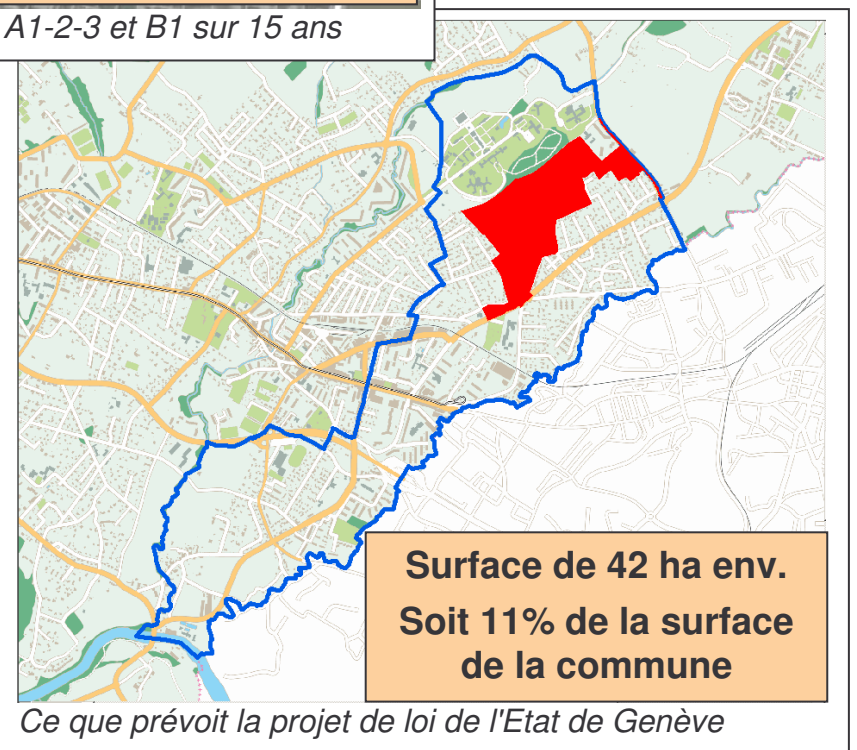 A1-2-3 et B1 sur 15 ans
Surface de 42 ha env.
Soit 11% de la surface
de la commune
Ce que prévoit la projet de loi de l'Etat de Genève